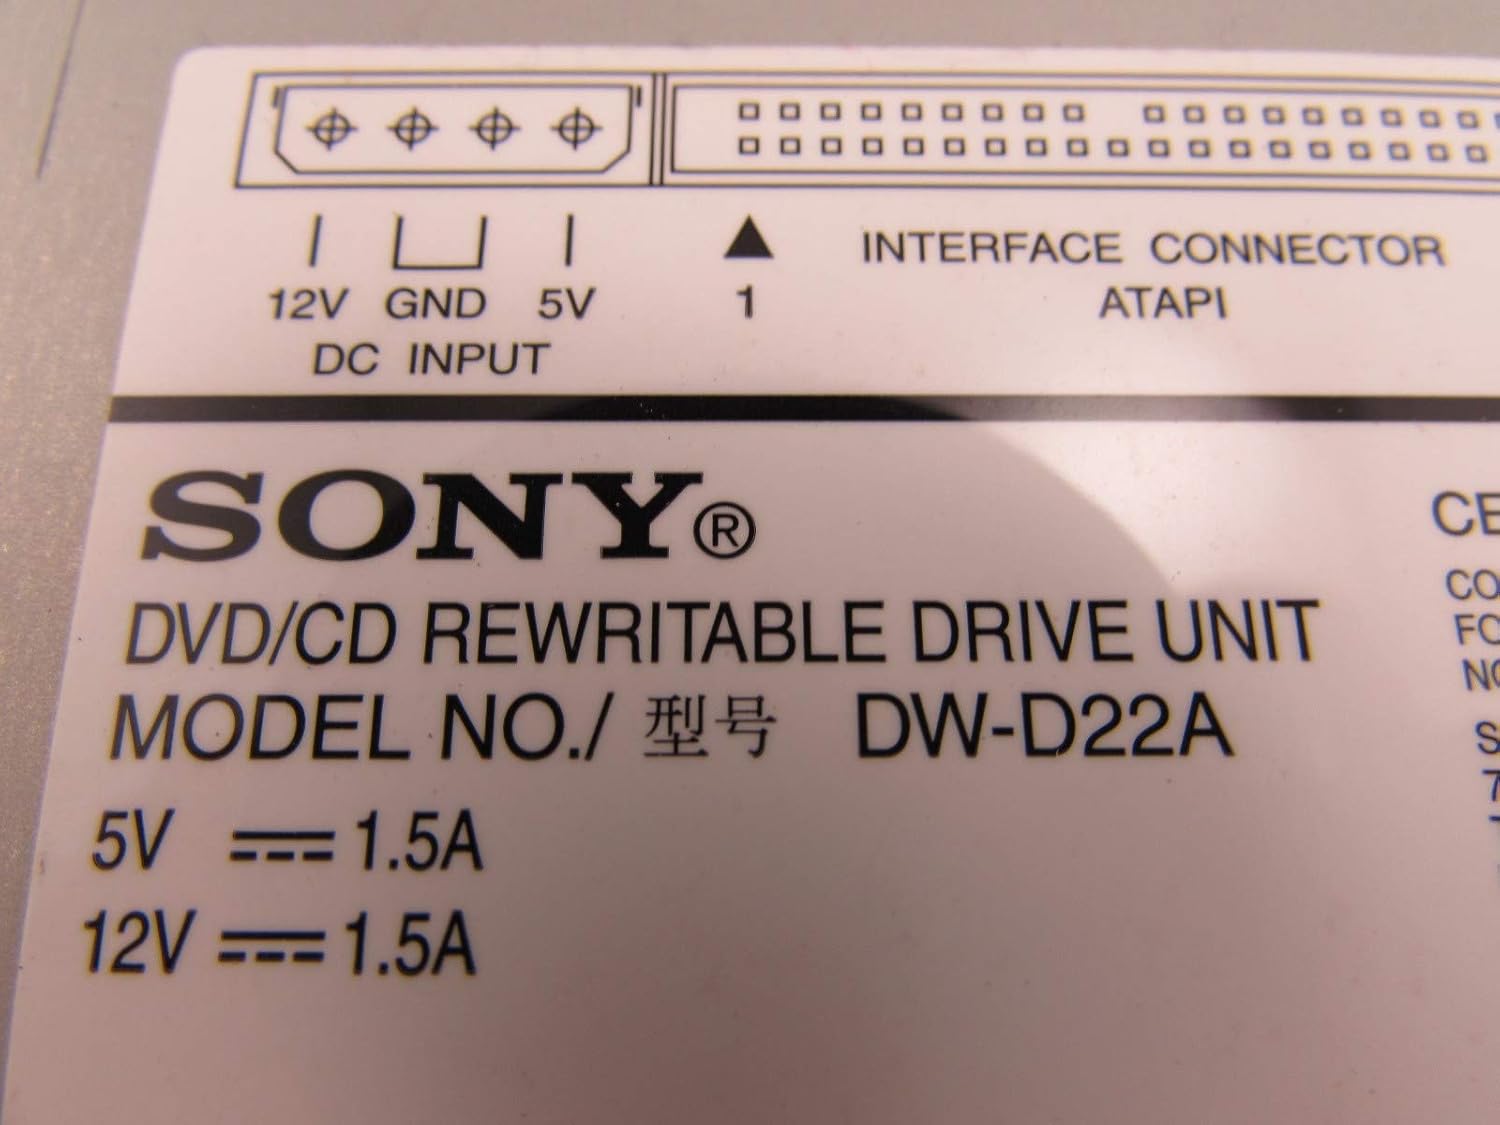 12V GND 5V
DC INPUT
▲
1
INTERFACE CONNECTOR
ATAPI
SONY®
DVD/CD REWRITABLE DRIVE UNIT
MODEL NO./ 型号 DW-D22A
5V ⎓ 1.5A
12V ⎓ 1.5A